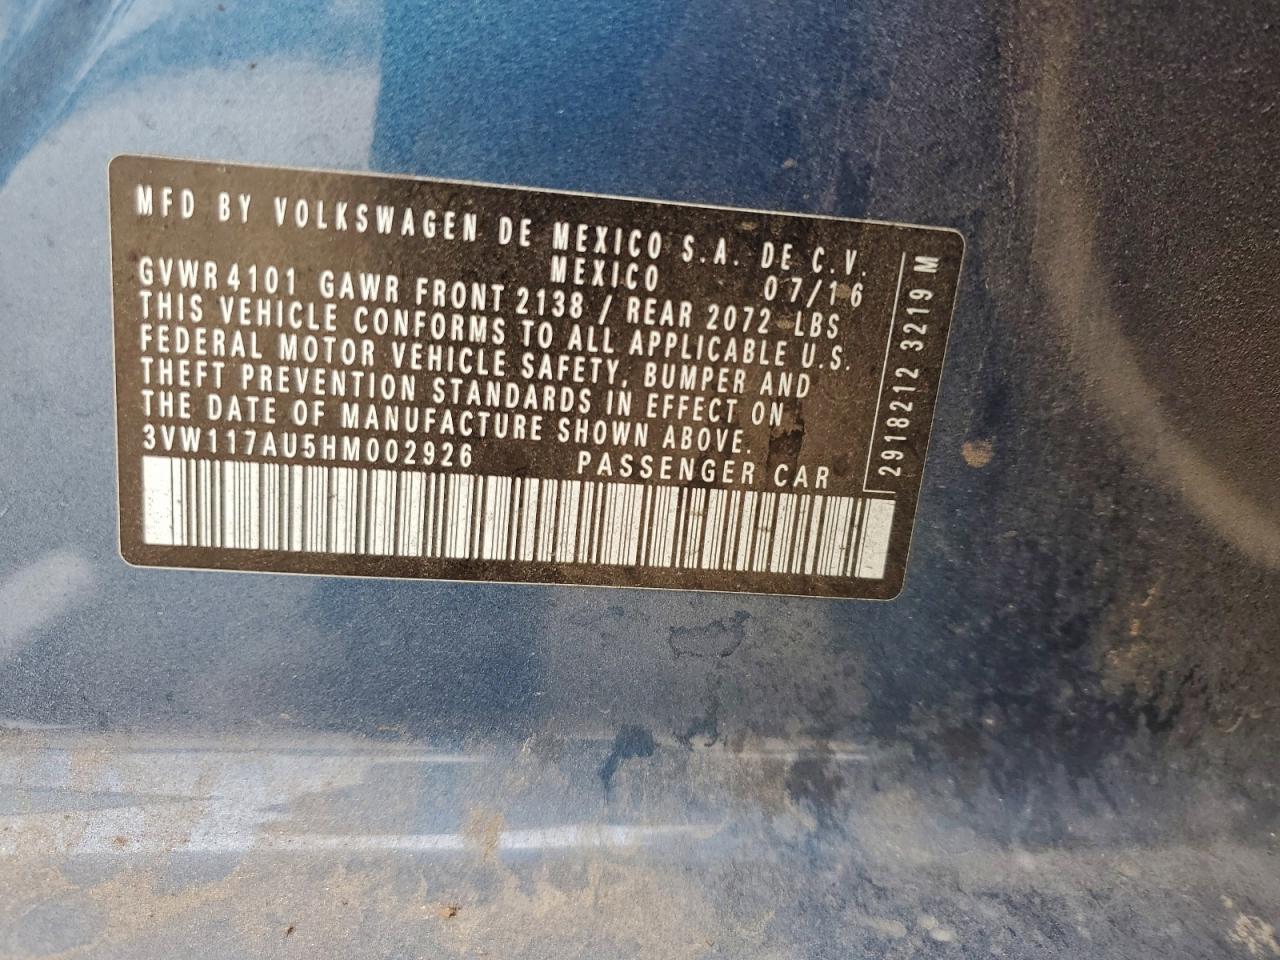 MFD BY VOLKSWAGEN DE MEXICO S.A. DE C.V.
MEXICO 07/16
GVWR 4101 GAWR FRONT 2138 / REAR 2072 LBS
THIS VEHICLE CONFORMS TO ALL APPLICABLE U.S.
FEDERAL MOTOR VEHICLE SAFETY, BUMPER AND
THEFT PREVENTION STANDARDS IN EFFECT ON
THE DATE OF MANUFACTURE SHOWN ABOVE.
3VW117AU5HM002926 PASSENGER CAR
2918212 3219 M